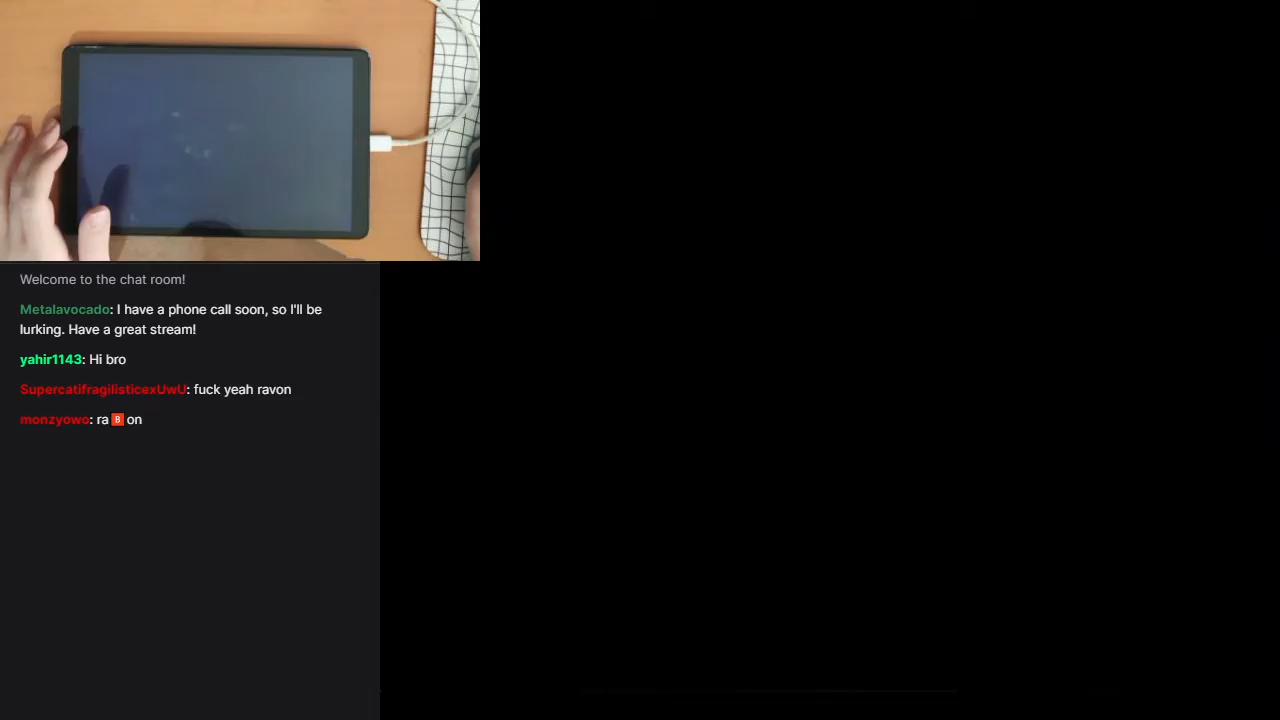 Welcome to the chat room!
Metalavocado: I have a phone call soon, so I'll be
lurking. Have a great stream!
yahir1143: Hi bro
SupercatifragilisticexUwU: fuck yeah ravon
monzyowo: ra🅱on